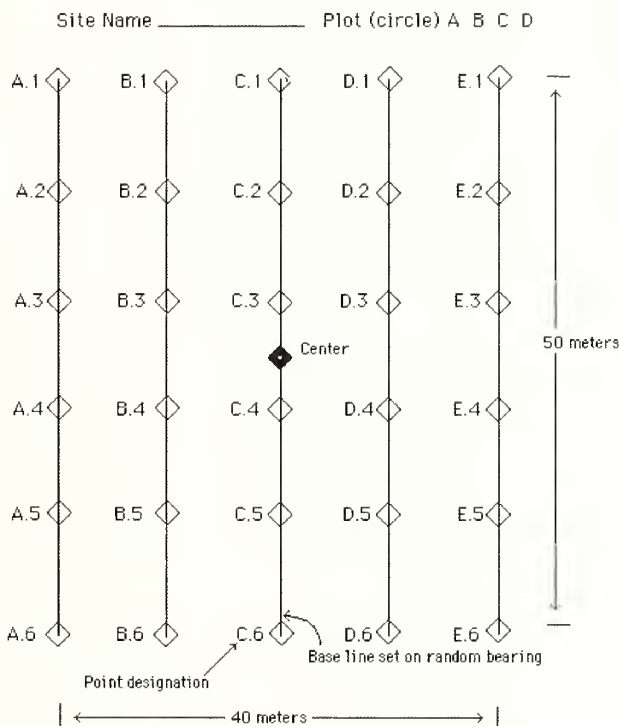 Site Name ____________ Plot (circle) A B C D
A.1 B.1 C.1 D.1 E.1
A.2 B.2 C.2 D.2 E.2
A.3 B.3 C.3 D.3 E.3
Center
50 meters
A.4 B.4 C.4 D.4 E.4
A.5 B.5 C.5 D.5 E.5
A.6 B.6 C.6 D.6 E.6
Base line set on random bearing
Point designation
40 meters